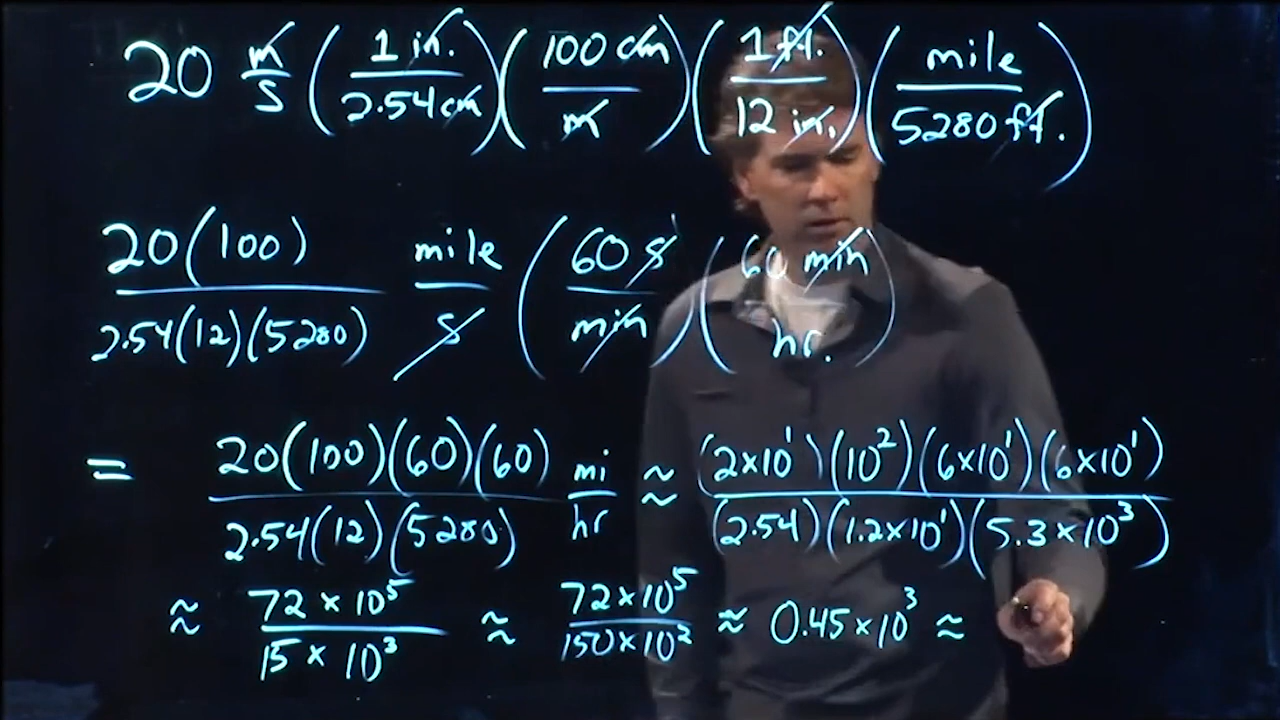 20 m/s (1 in./2.54 cm)(100 cm/m)(1 ft./12 in.)(mile/5280 ft.)
20(100)/2.54(12)(5280) mile/s (60 s/min)(60 min/hr.)
= 20(100)(60)(60)/2.54(12)(5280) mi/hr ≈ (2×10¹)(10²)(6×10¹)(6×10¹)/(2.54)(1.2×10¹)(5.3×10³)
≈ 72×10⁵/15×10³ ≈ 72×10⁵/150×10² ≈ 0.45×10³ ≈